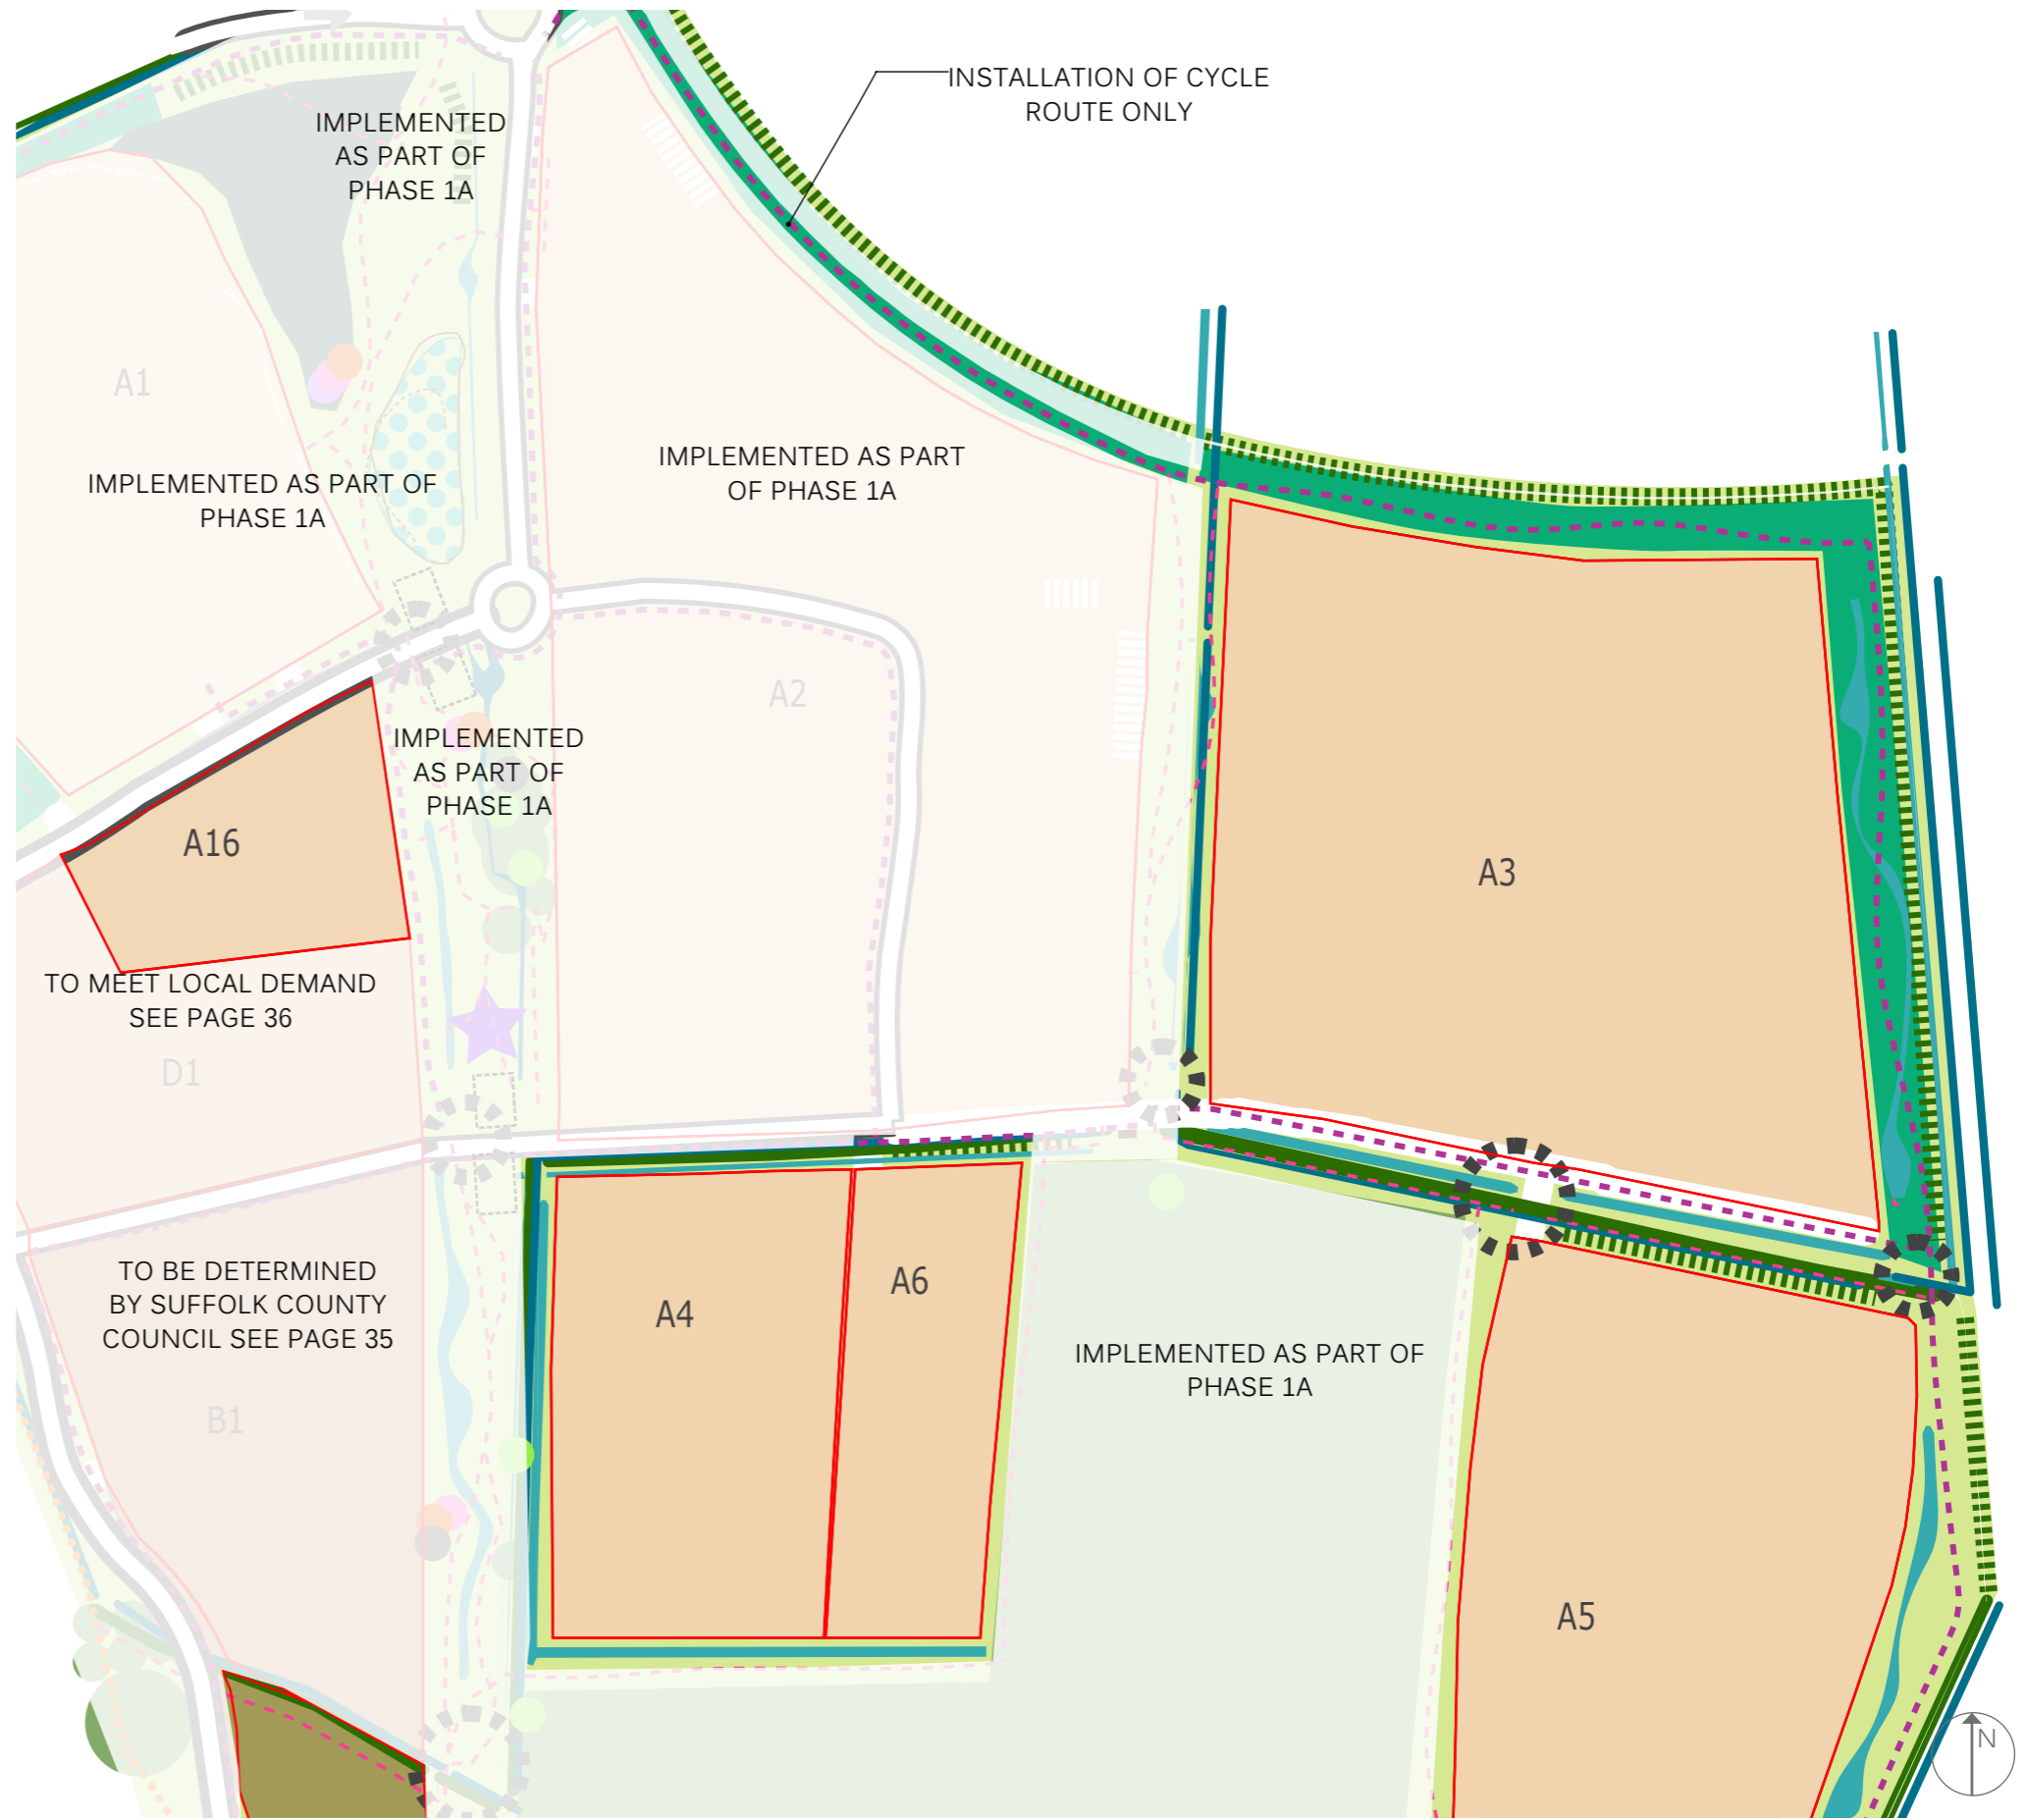 INSTALLATION OF CYCLE
ROUTE ONLY
IMPLEMENTED
AS PART OF
PHASE 1A
A1
IMPLEMENTED AS PART OF
PHASE 1A
IMPLEMENTED AS PART
OF PHASE 1A
A2
IMPLEMENTED
AS PART OF
PHASE 1A
A16
A3
TO MEET LOCAL DEMAND
SEE PAGE 36
D1
TO BE DETERMINED
BY SUFFOLK COUNTY
COUNCIL SEE PAGE 35
B1
A4
A6
IMPLEMENTED AS PART OF
PHASE 1A
A5
N